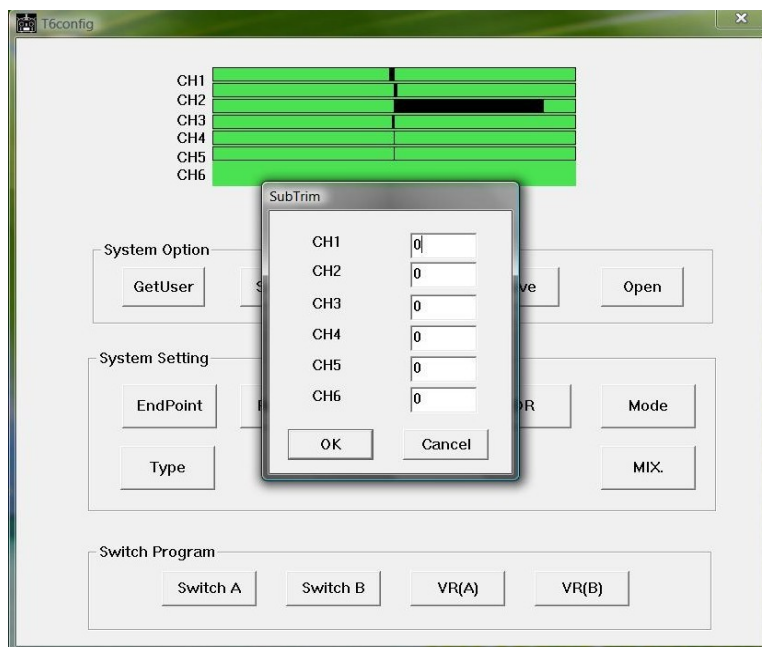 T6config
CH1
CH2
CH3
CH4
CH5
CH6
SubTrim
CH1 0
CH2 0
CH3 0
CH4 0
CH5 0
CH6 0
OK Cancel
System Option
GetUser Open
System Setting
EndPoint Mode
Type MIX.
Switch Program
Switch A Switch B VR(A) VR(B)